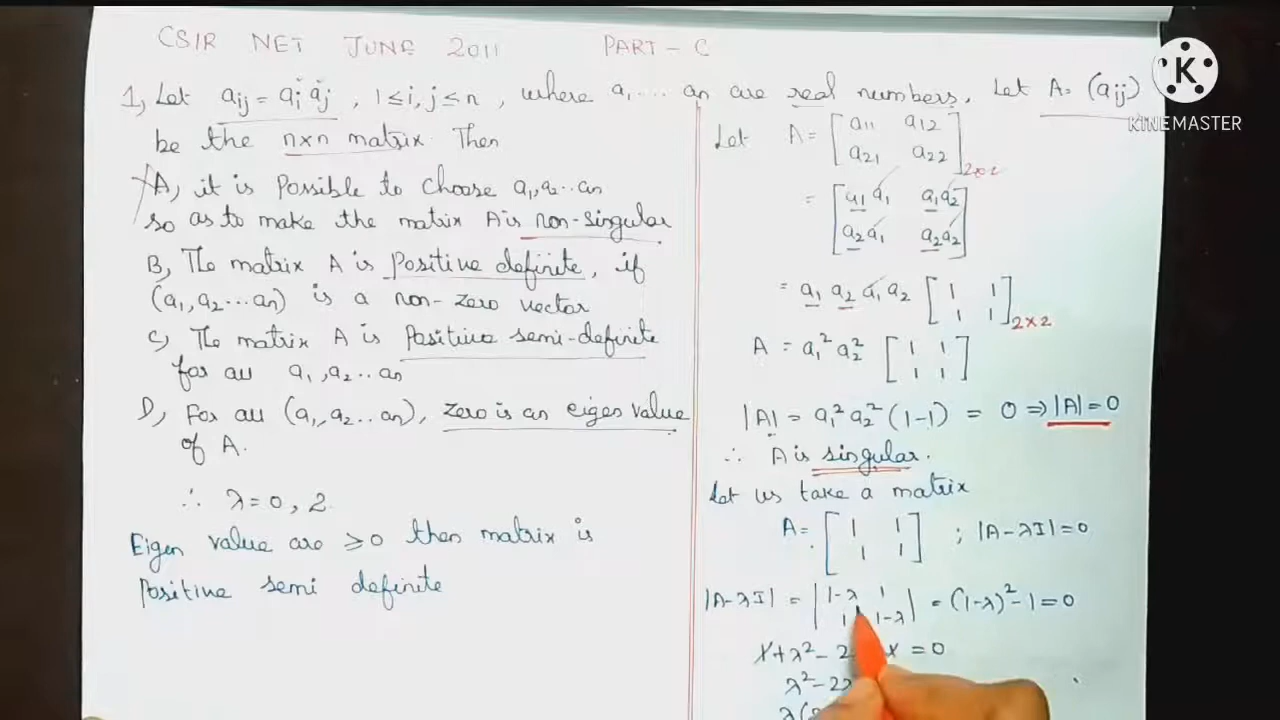 CSIR NET JUNE 2011 PART - C
1, Let aij = ai aj , 1≤i,j≤n , where a1 .... an are real numbers. Let A = (aij)
be the n×n matrix Then
A, it is Possible to choose a1,a2..an
so as to make the matrix A is non-singular
B, The matrix A is Positive definite, if
(a1,a2...an) is a non-zero vector
C, The matrix A is Positive semi-definite
for all a1,a2..an
D, For all (a1,a2...an), zero is an eigen value
of A.
∴ λ=0, 2.
Eigen value are ≥0 then matrix is
Positive semi definite
Let A = [ a11 a12
a21 a22 ]2×2
= [ a1a1 a1a2
a2a1 a2a2 ]
= a1 a2 a1 a2 [ 1 1
1 1 ]2×2
A = a1² a2² [ 1 1
1 1 ]
|A| = a1² a2² (1-1) = 0 ⇒ |A| = 0
∴ A is singular.
Let us take a matrix
A = [ 1 1
1 1 ] ; |A-λI| = 0
|A-λI| = | 1-λ 1
1 1-λ | = (1-λ)² -1 = 0
1+λ² - 2 1 = 0
λ² - 2λ
λ(
K
KINEMASTER